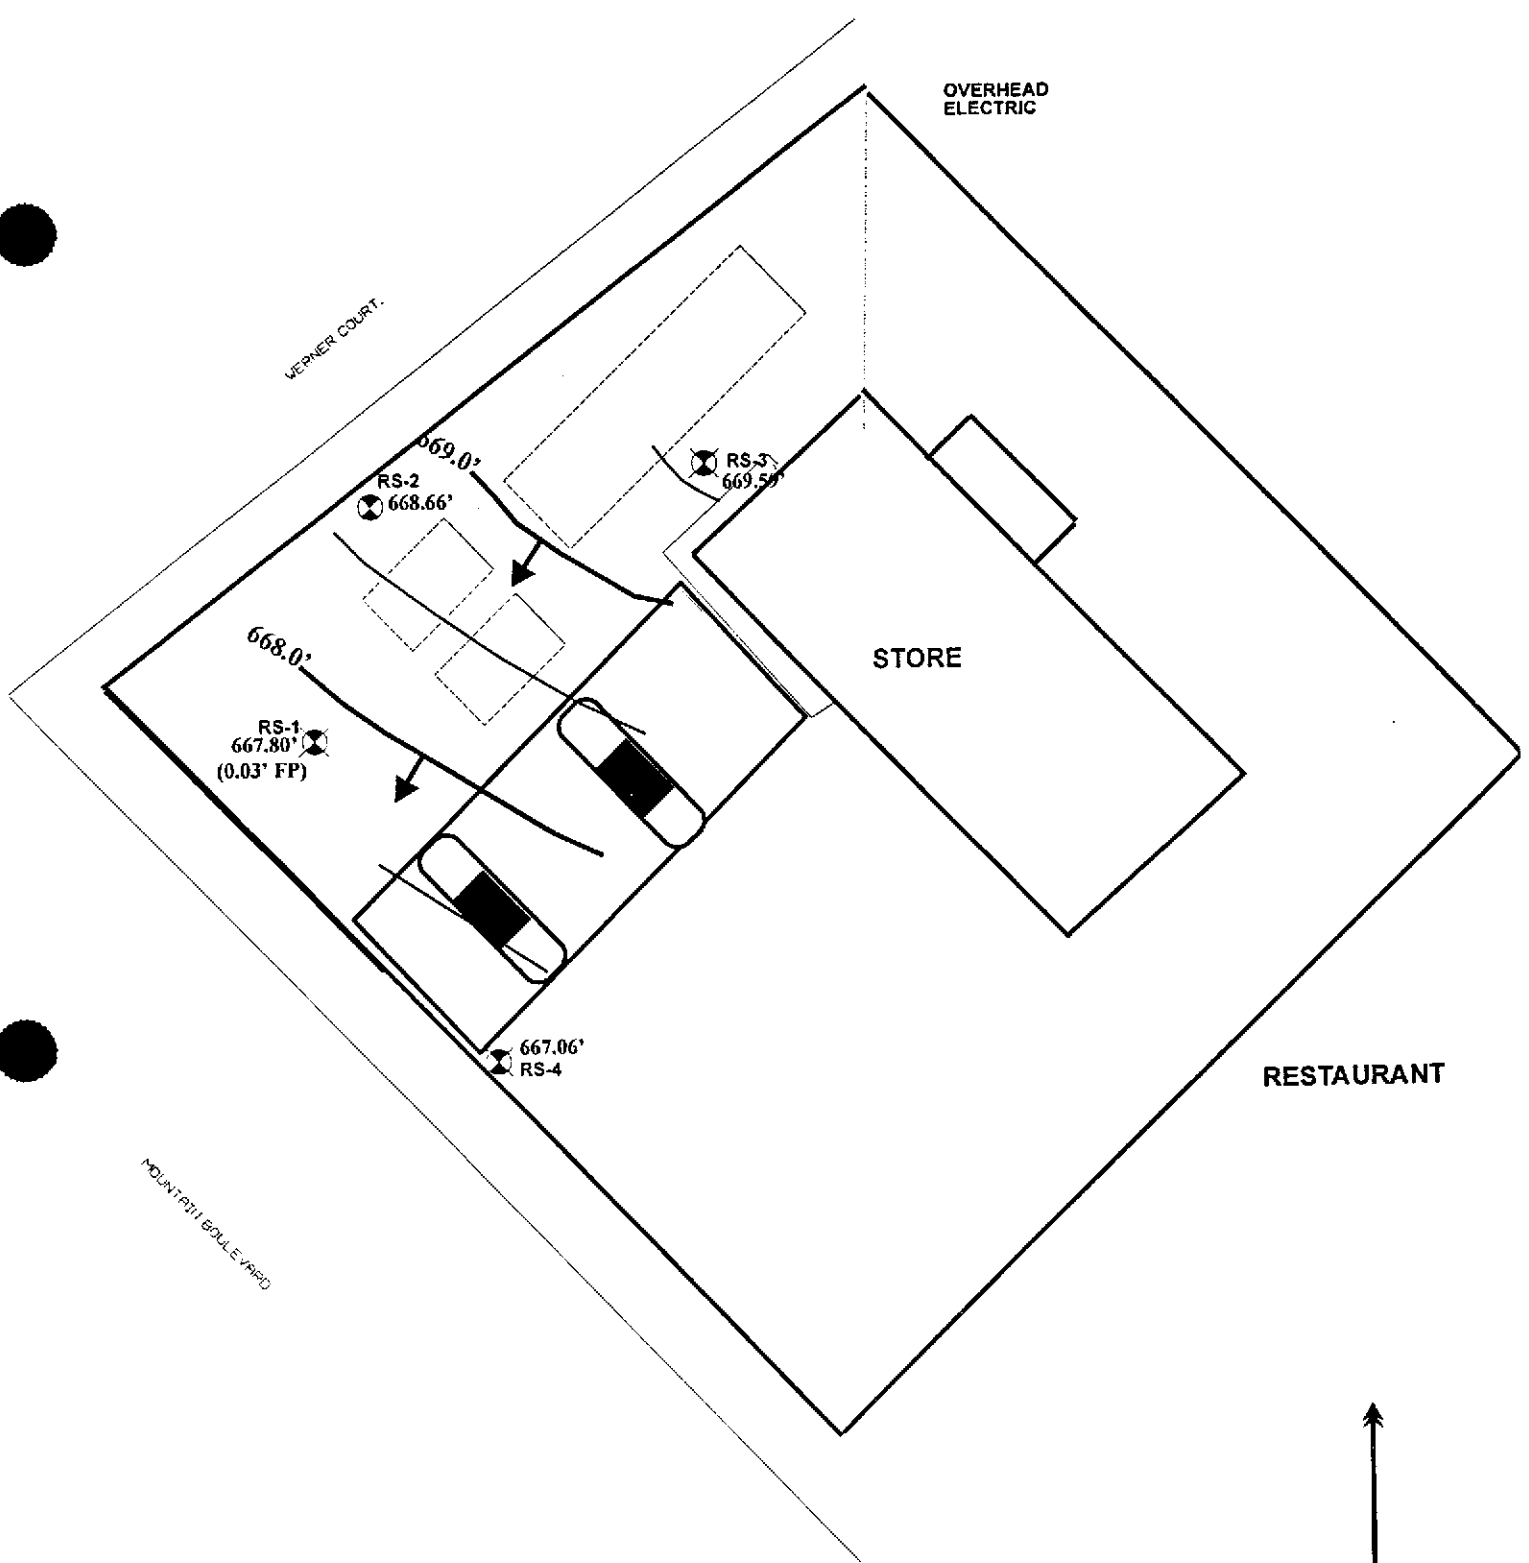 OVERHEAD
ELECTRIC
WERNER COURT.
669.0'
RS-2
668.66'
RS-3
669.59'
668.0'
STORE
RS-1
667.80'
(0.03' FP)
667.06'
RS-4
RESTAURANT
MOUNTAIN BOULEVARD